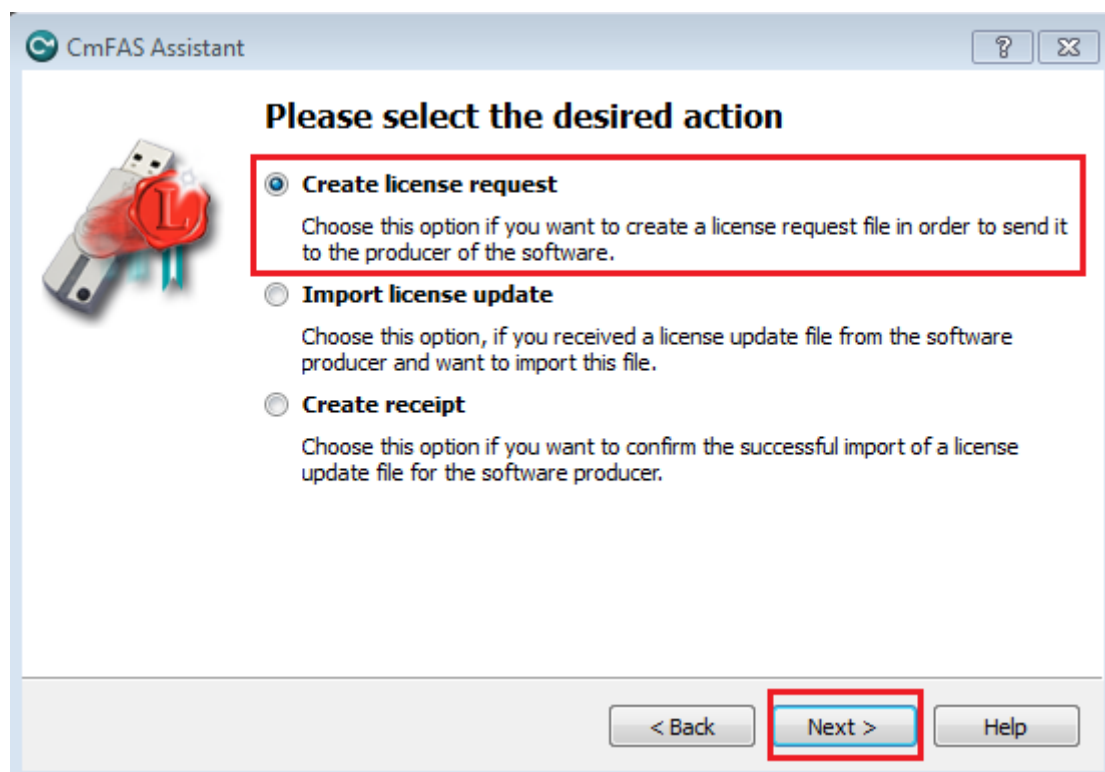 CmFAS Assistant
Please select the desired action
Create license request
Choose this option if you want to create a license request file in order to send it
to the producer of the software.
L
Import license update
Choose this option, if you received a license update file from the software
producer and want to import this file.
Create receipt
Choose this option if you want to confirm the successful import of a license
update file for the software producer.
< Back
Next >
Help